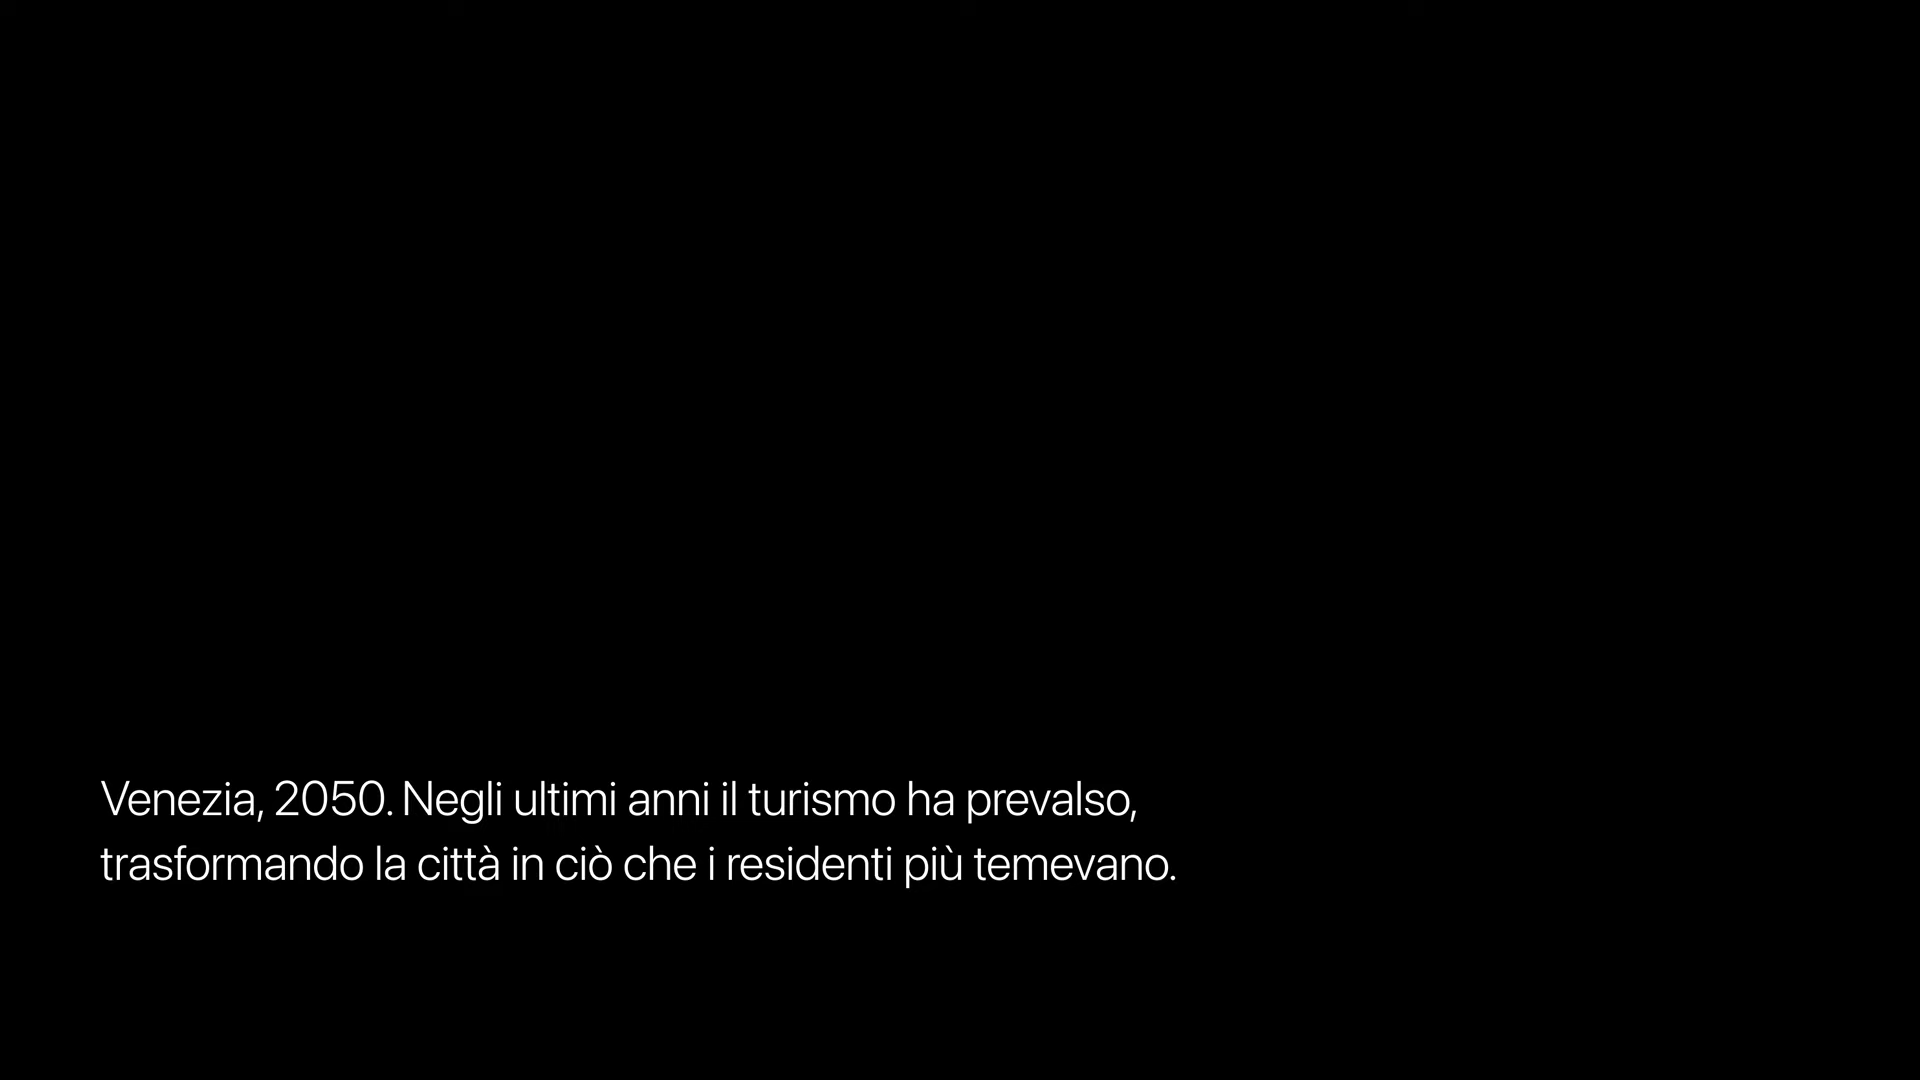 Venezia, 2050. Negli ultimi anni il turismo ha prevalso,
trasformando la città in ciò che i residenti più temevano.